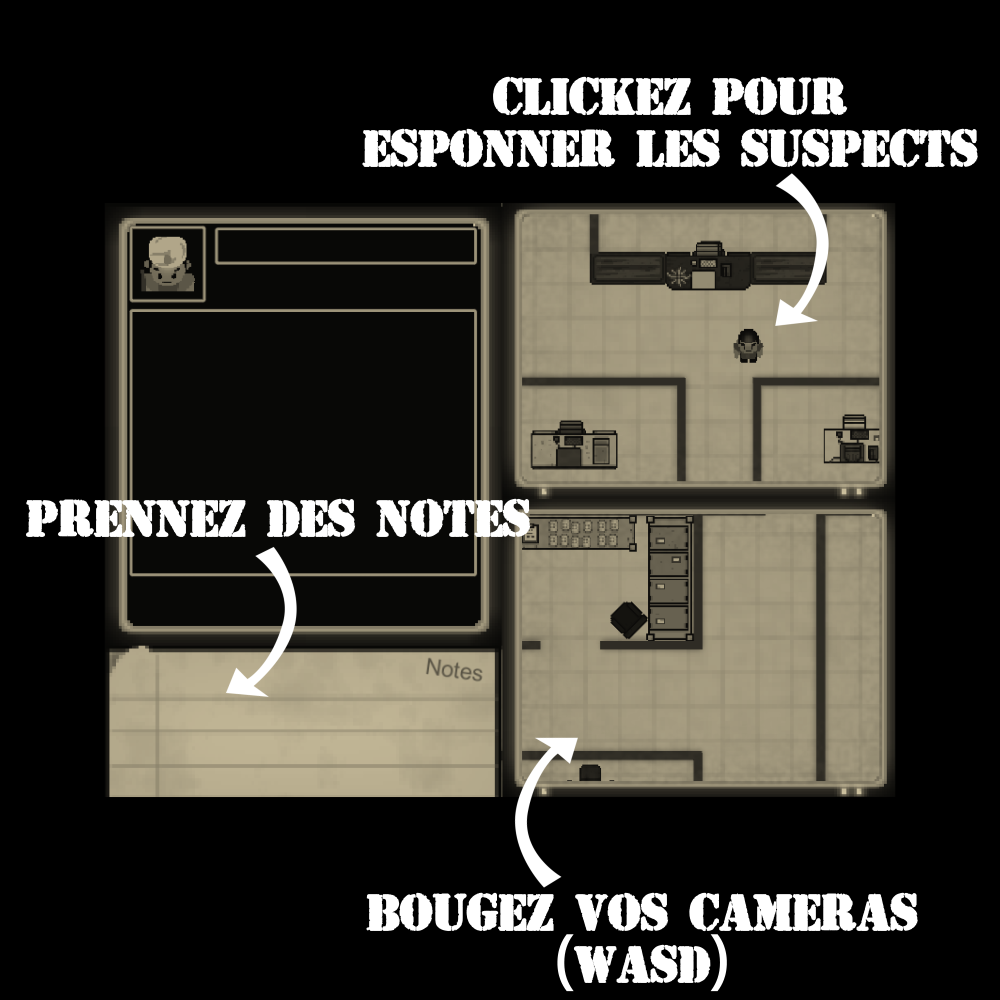 CLICKEZ POUR
ESPONNER LES SUSPECTS
PRENNEZ DES NOTES
Notes
BOUGEZ VOS CAMERAS
(WASD)